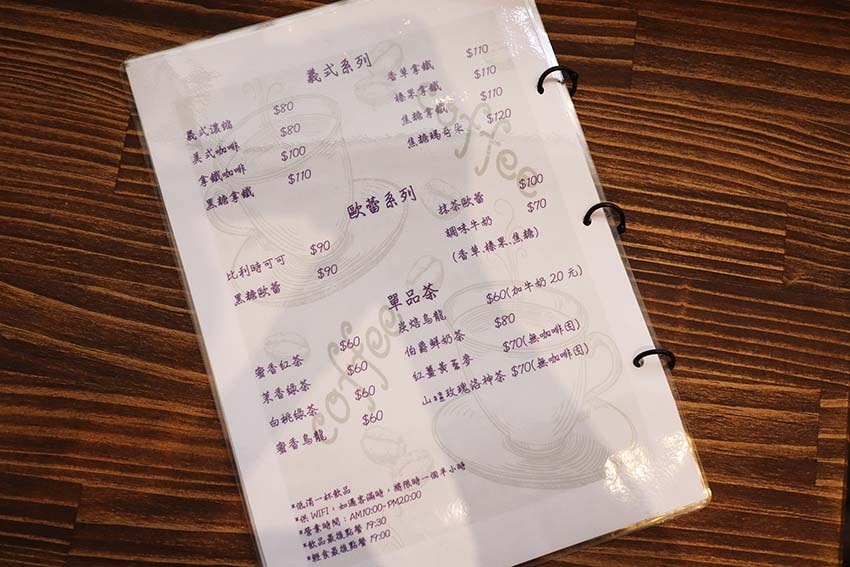 義式系列
義式濃縮 $80
美式咖啡 $80
拿鐵咖啡 $100
黑糖拿鐵 $110
香草拿鐵 $110
榛果拿鐵 $110
焦糖拿鐵 $110
焦糖瑪奇朵 $120
歐蕾系列
比利時可可 $90
黑糖歐蕾 $90
抹茶歐蕾 $100
調味牛奶 $70
(香草.榛果.焦糖)
單品茶
蜜香紅茶 $60
茉香綠茶 $60
白桃綠茶 $60
蜜香烏龍 $60
炭焙烏龍 $60(加牛奶20元)
伯爵鮮奶茶 $80
紅薑黃蕎麥 $70(無咖啡因)
山楂玫瑰洛神茶 $70(無咖啡因)
*低消一杯飲品
*供WIFI，如遇客滿時，將限時一個半小時
*營業時間：AM10:00~PM20:00
*飲品最後點餐 19:30
*輕食最後點餐 19:00
coffee
coffee